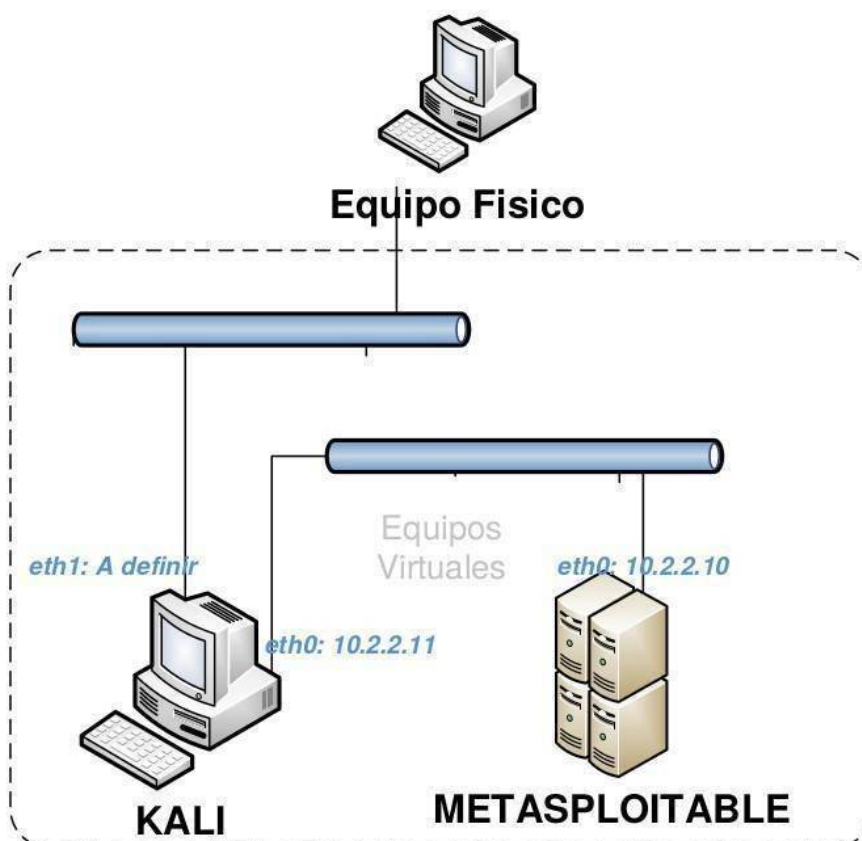 Equipo Fisico
Equipos
Virtuales
eth1: A definir
eth0: 10.2.2.10
eth0: 10.2.2.11
KALI
METASPLOITABLE